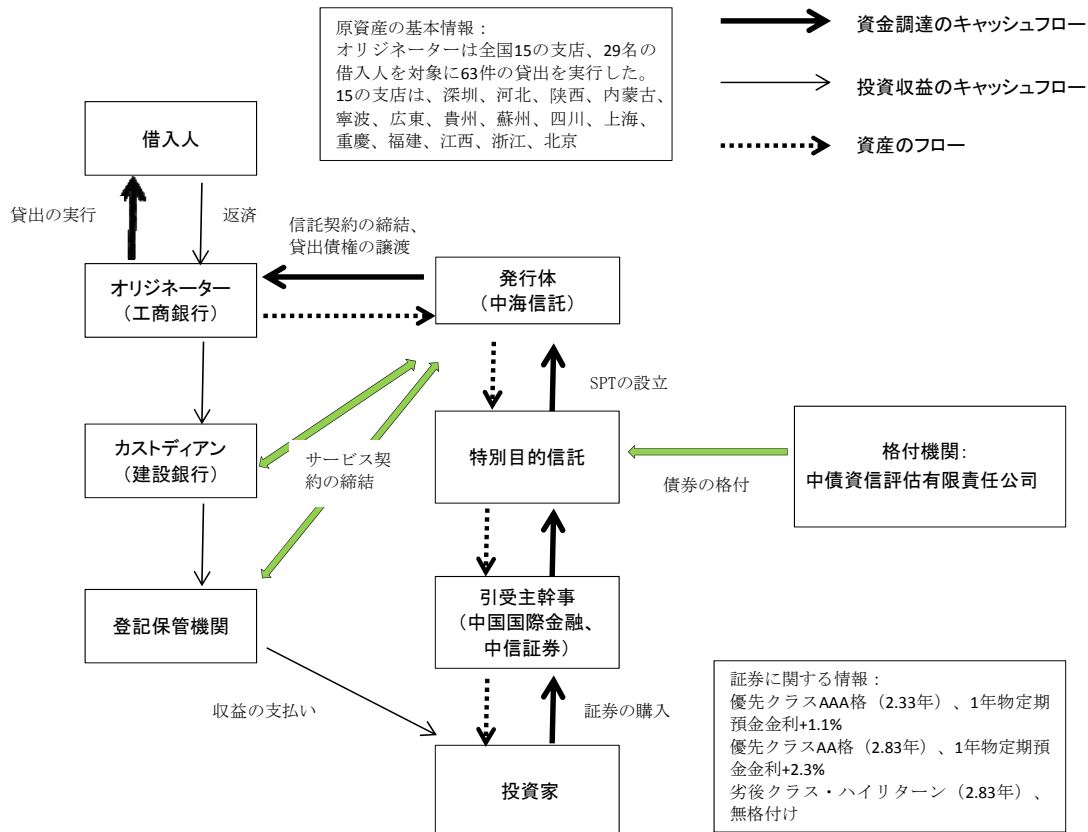 原資産の基本情報：
オリジネーターは全国15の支店、29名の
借入人を対象に63件の貸出を実行した。
15の支店は、深圳、河北、陝西、内蒙古、
寧波、広東、貴州、蘇州、四川、上海、
重慶、福建、江西、浙江、北京
資金調達のキャッシュフロー
投資収益のキャッシュフロー
資産のフロー
借入人
貸出の実行
返済
信託契約の締結、
貸出債権の譲渡
オリジネーター
（工商銀行）
発行体
（中海信託）
SPTの設立
カストディアン
（建設銀行）
サービス契
約の締結
特別目的信託
債券の格付
格付機関：
中債資信評估有限責任公司
登記保管機関
引受主幹事
（中国国際金融、
中信証券）
収益の支払い
証券の購入
投資家
証券に関する情報：
優先クラスAAA格（2.33年）、1年物定期
預金金利+1.1%
優先クラスAA格（2.83年）、1年物定期預
金金利+2.3%
劣後クラス・ハイリターン（2.83年）、
無格付け